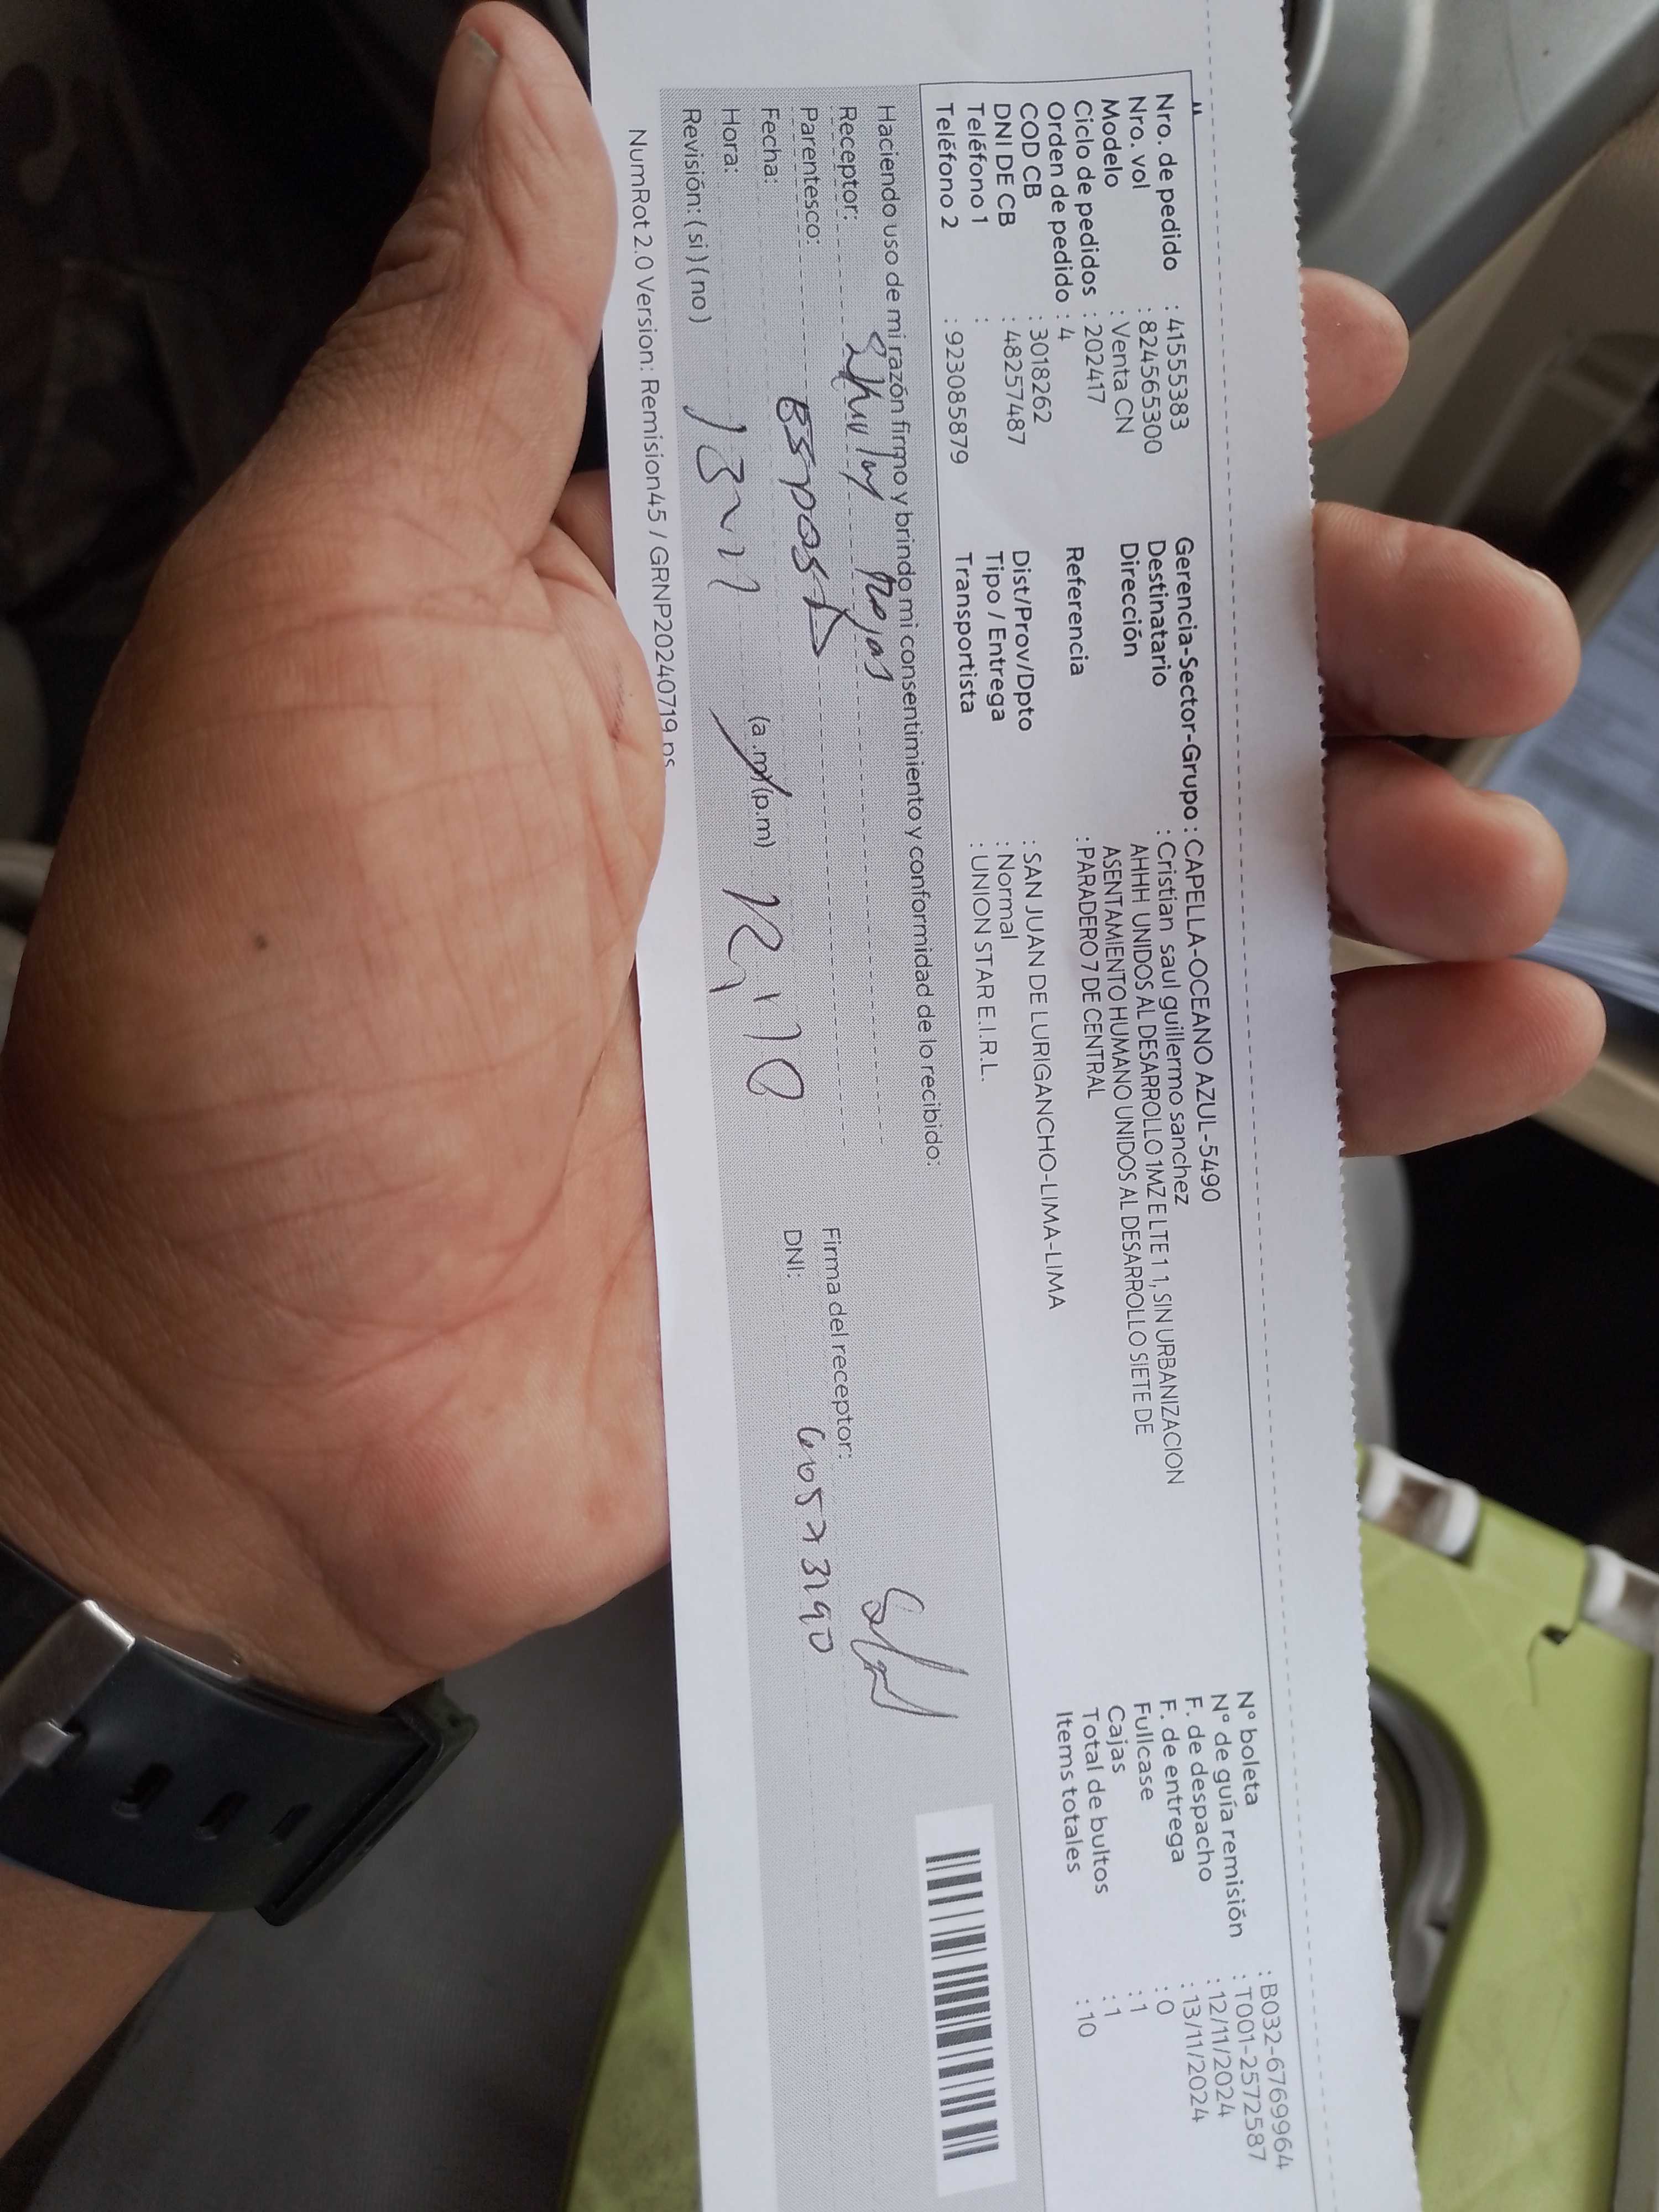 Nro. de pedido : 41555383
Nro. vol : 824565300
Modelo : Venta CN
Ciclo de pedidos : 202417
Orden de pedido : 4
COD CB : 3018262
DNI DE CB : 48257487
Teléfono 1 :
Teléfono 2 : 923085879
Gerencia-Sector-Grupo : CAPELLA-OCEANO AZUL-5490
Destinatario : Cristian saul guillermo sanchez
Dirección AHHH UNIDOS AL DESARROLLO 1MZ E LTE 1 1, SIN URBANIZACION
ASENTAMIENTO HUMANO UNIDOS AL DESARROLLO SIETE DE
Referencia : PARADERO 7 DE CENTRAL
Dist/Prov/Dpto : SAN JUAN DE LURIGANCHO-LIMA-LIMA
Tipo / Entrega : Normal
Transportista : UNION STAR E.I.R.L.
N° boleta : B032-67699964
N° de guía remisión : T001-2572587
F. de despacho : 12/11/2024
F. de entrega : 13/11/2024
Fullcase : 0
Cajas : 1
Total de bultos : 1
Items totales : 10
Haciendo uso de mi razón firmo y brindo mi consentimiento y conformidad de lo recibido:
Receptor: Rojas
Parentesco: Esposa
Fecha:
Hora: (a.m)(p.m)
Revisión: (si) (no)
Firma del receptor:
DNI:
NumRot 2.0 Version: Remision45 / GRNP20240719.ps